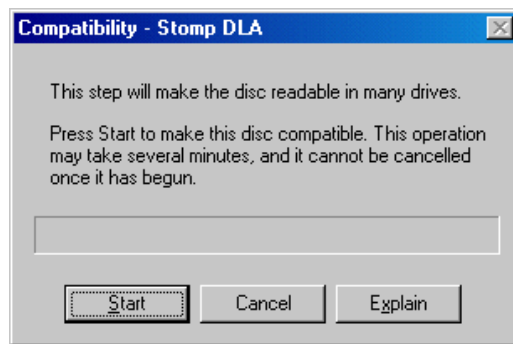 Compatibility - Stomp DLA
This step will make the disc readable in many drives.
Press Start to make this disc compatible. This operation
may take several minutes, and it cannot be cancelled
once it has begun.
Start Cancel Explain